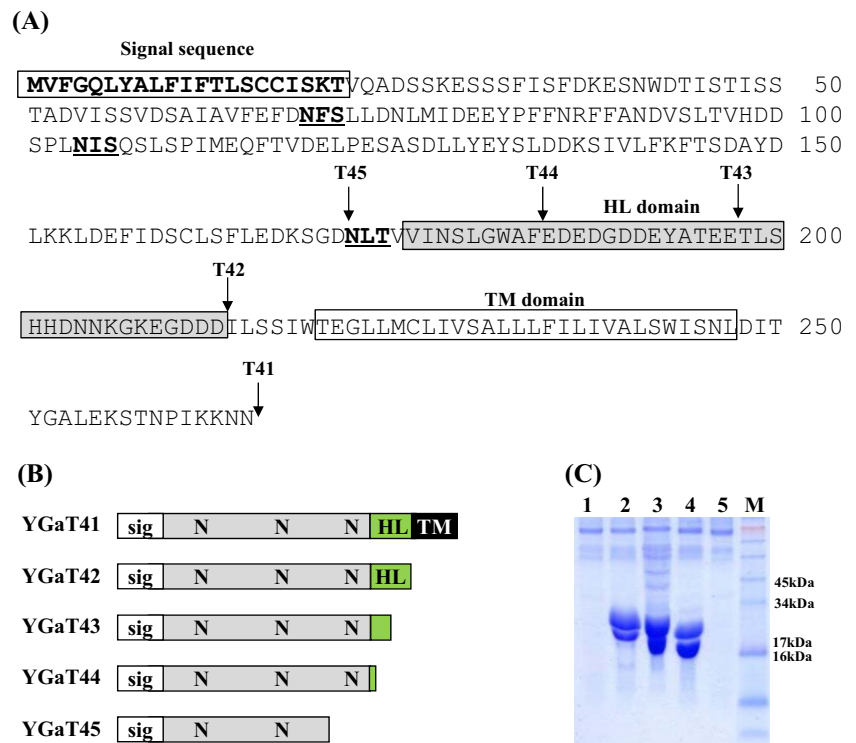 (A)
Signal sequence
MVFGQLYALFIFTLSCCISKTVQADSSKESSSFISFDKESNWDTISTISS 50
TADVISSVDSAIAVFEFDNFSLLDNLMIDEEYPFFNRFFANDVSLTVHDD 100
SPLNISQSLSPIMEQFTVDELPESASDLLYEYSLDDKSIVLFKFTSDAYD 150
T45 T44 T43
HL domain
LKKLDEFIDSCLSFLEDKSGDNLTVVINSLGWAFEDEDGDDEYATEETLS 200
T42
TM domain
HHDNNKGKEGDDDILSSIWTEGLLMCLIVSALLLFILIVALSWISNLDIT 250
T41
YGALEKSTNPIKKNN
(B)
YGaT41 sig N N N HL TM
YGaT42 sig N N N HL
YGaT43 sig N N N
YGaT44 sig N N N
YGaT45 sig N N
(C)
1 2 3 4 5 M
45kDa
34kDa
17kDa
16kDa